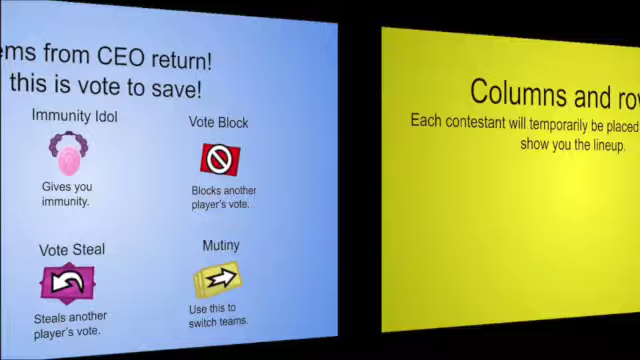 ems from CEO return!
this is vote to save!
Immunity Idol
Gives you
immunity.
Vote Block
Blocks another
player's vote.
Vote Steal
Steals another
player's vote.
Mutiny
Use this to
switch teams.
Columns and ro
Each contestant will temporarily be placed
show you the lineup.